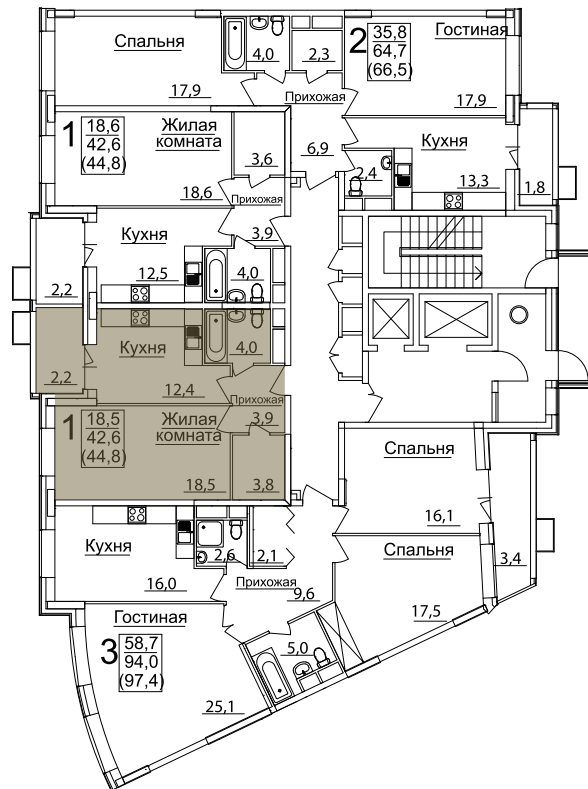 Спальня
17,9
4,0
2,3
2
35,8
64,7
(66,5)
Гостиная
17,9
Прихожая
6,9
1
18,6
42,6
(44,8)
Жилая
комната
18,6
3,6
Прихожая
3,9
Кухня
2,4
13,3
1,8
Кухня
12,5
4,0
2,2
Кухня
12,4
4,0
2,2
Прихожая
3,9
1
18,5
42,6
(44,8)
Жилая
комната
18,5
3,8
Спальня
16,1
Кухня
16,0
2,6
2,1
Прихожая
9,6
Спальня
17,5
3,4
Гостиная
3
58,7
94,0
(97,4)
25,1
5,0